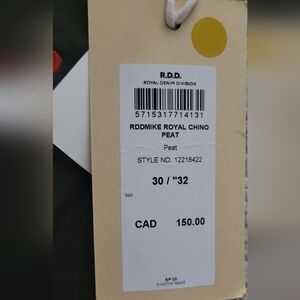 R.D.D.
ROYAL DENIM DIVISION
5715317714131
RDDMIKE ROYAL CHINO
PEAT
Peat
STYLE NO. 12218422
30 / "32
CAD 150.00